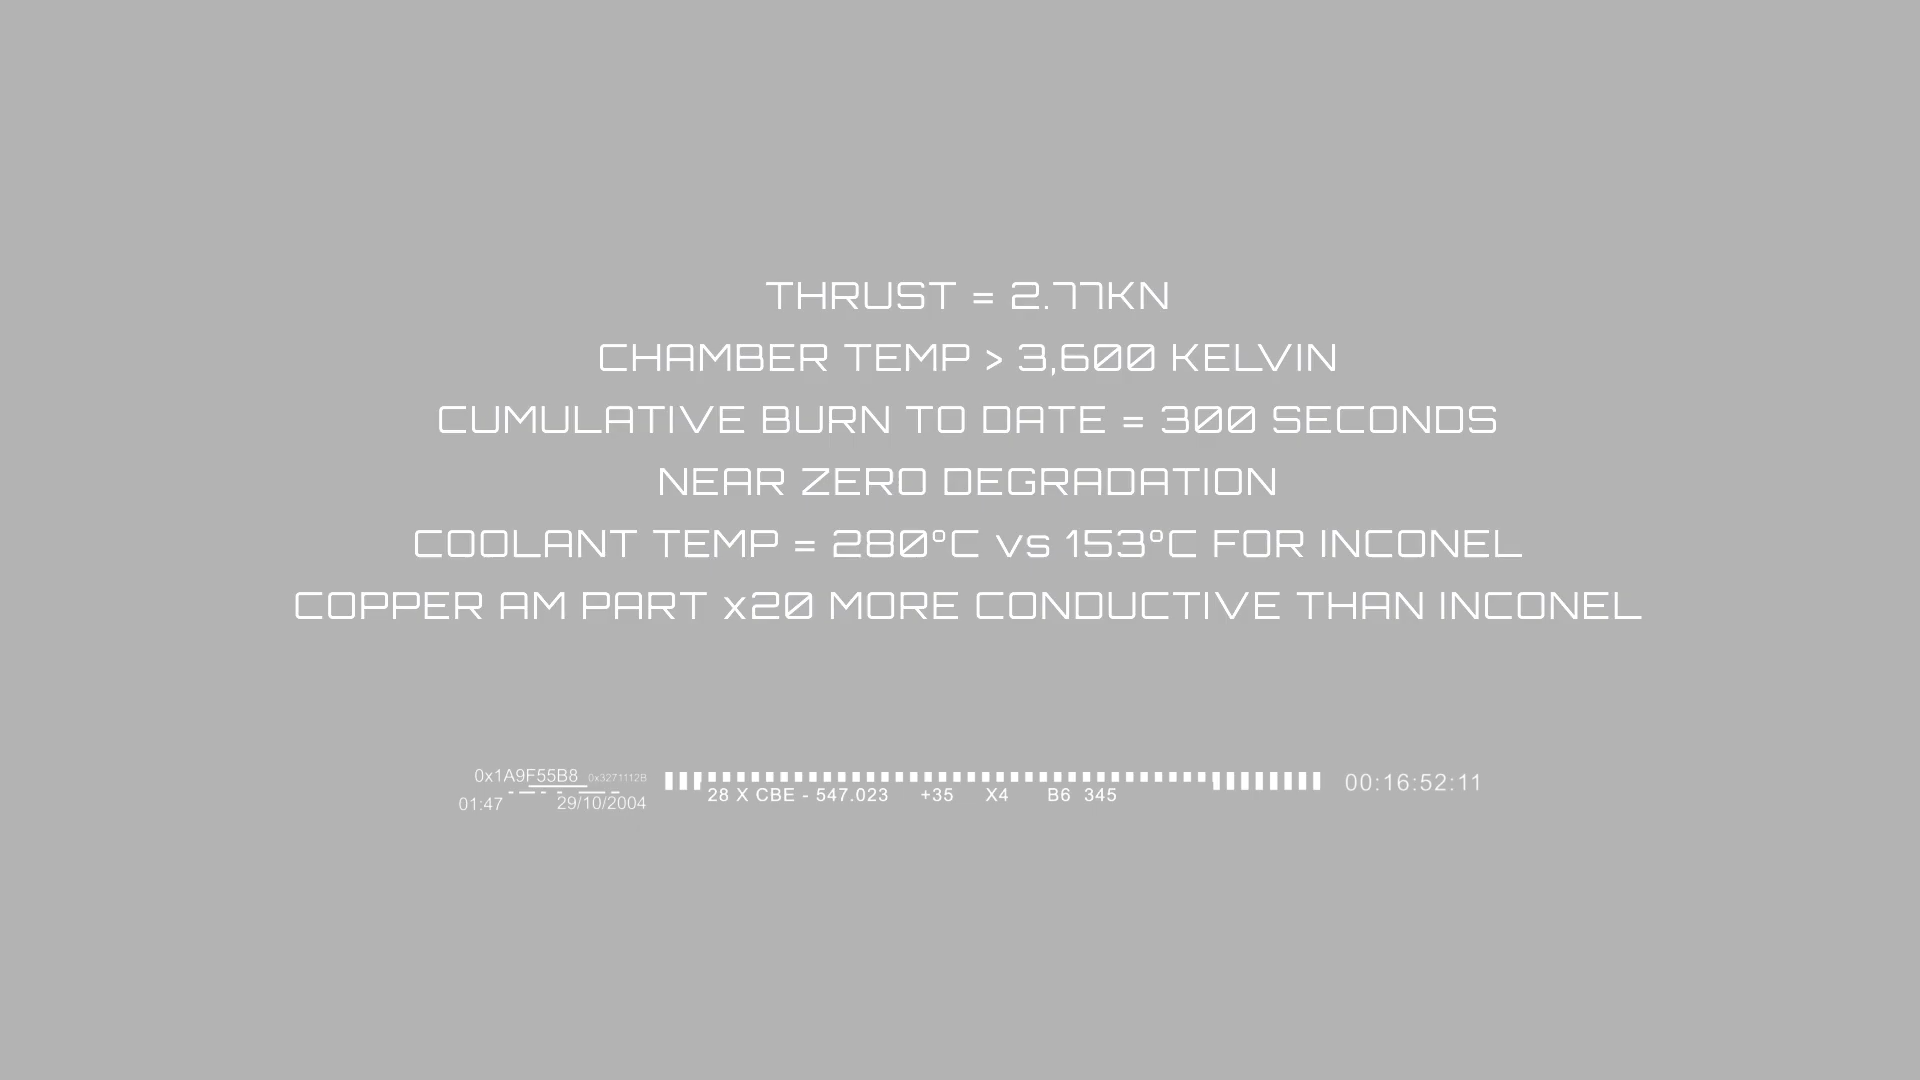 THRUST = 2.77KN
CHAMBER TEMP > 3,600 KELVIN
CUMULATIVE BURN TO DATE = 300 SECONDS
NEAR ZERO DEGRADATION
COOLANT TEMP = 280°C vs 153°C FOR INCONEL
COPPER AM PART x20 MORE CONDUCTIVE THAN INCONEL
0x1A9F55B8 0x3271112B
01:47 29/10/2004
28 X CBE - 547.023 +35 X4 B6 345
00:16:52:11